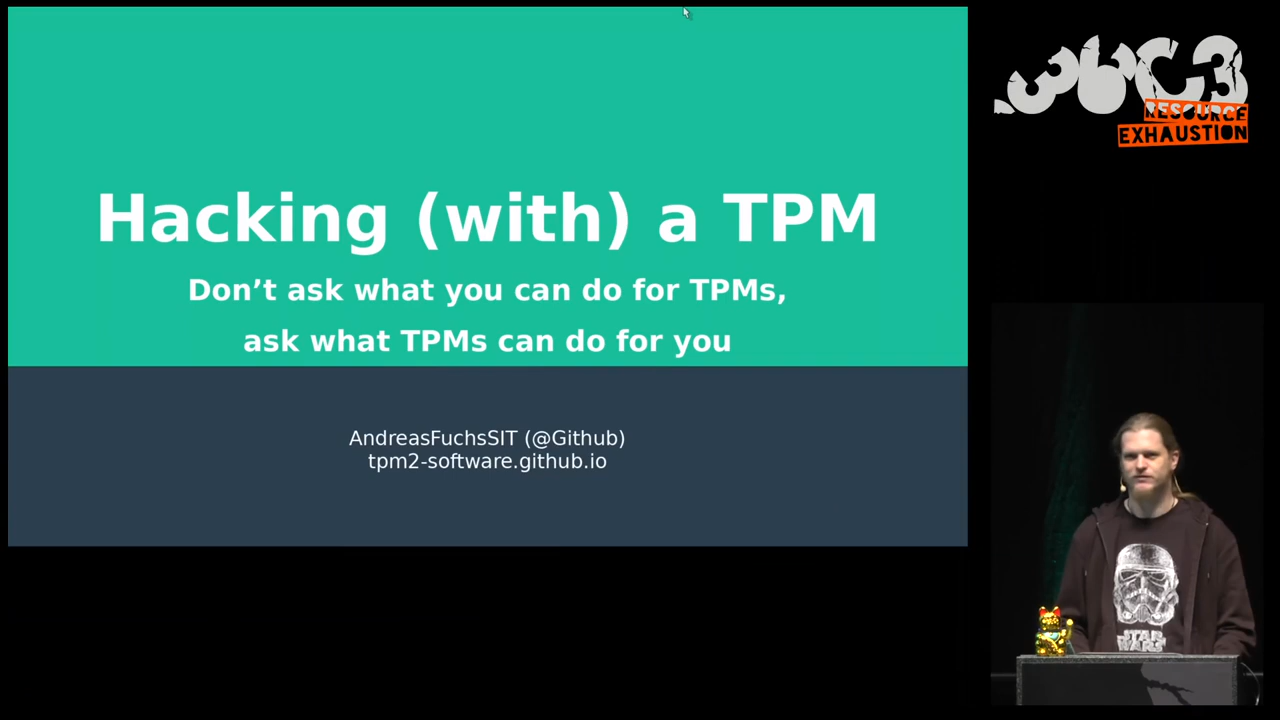 Hacking (with) a TPM
Don’t ask what you can do for TPMs,
ask what TPMs can do for you
AndreasFuchsSIT (@Github)
tpm2-software.github.io
36C3
RESOURCE
EXHAUSTION
STAR
WARS